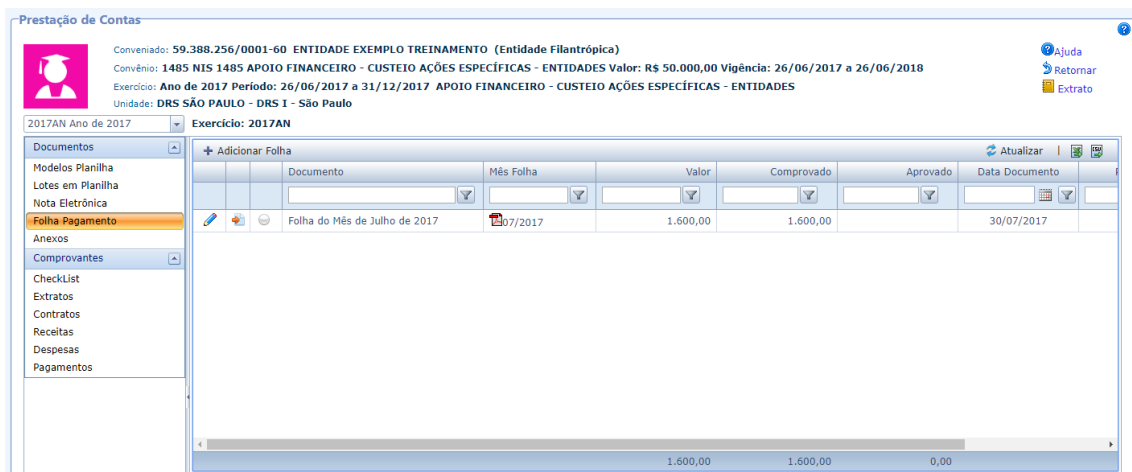 Prestação de Contas
Conveniado: 59.388.256/0001-60 ENTIDADE EXEMPLO TREINAMENTO (Entidade Filantrópica)
Convênio: 1485 NIS 1485 APOIO FINANCEIRO - CUSTEIO AÇÕES ESPECÍFICAS - ENTIDADES Valor: R$ 50.000,00 Vigência: 26/06/2017 a 26/06/2018
Exercício: Ano de 2017 Período: 26/06/2017 a 31/12/2017 APOIO FINANCEIRO - CUSTEIO AÇÕES ESPECÍFICAS - ENTIDADES
Unidade: DRS SÃO PAULO - DRS I - São Paulo
Ajuda
Retornar
Extrato
2017AN Ano de 2017
Exercício: 2017AN
Documentos
Modelos Planilha
Lotes em Planilha
Nota Eletrônica
Folha Pagamento
Anexos
Comprovantes
CheckList
Extratos
Contratos
Receitas
Despesas
Pagamentos
+ Adicionar Folha
Atualizar |
Documento Mês Folha Valor Comprovado Aprovado Data Documento
Folha do Mês de Julho de 2017 07/2017 1.600,00 1.600,00 30/07/2017
1.600,00 1.600,00 0,00